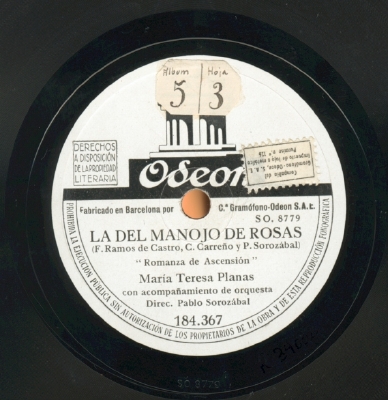 Álbum Hoja
5 3
DERECHOS
A DISPOSICIÓN
DE LA PROPIEDAD
LITERARIA
Odeon
Fabricado en Barcelona por C.ª Gramófono-Odeon S.A.E.
SO. 8779
LA DEL MANOJO DE ROSAS
(F. Ramos de Castro, C. Carreño y P. Sorozábal)
"Romanza de Ascensión"
María Teresa Planas
con acompañamiento de orquesta
Direc. Pablo Sorozábal
184.367
PROHIBIDA LA EJECUCIÓN PUBLICA SIN AUTORIZACIÓN DE LOS PROPIETARIOS DE LA OBRA Y DE ESTA REPRODUCCIÓN FONOGRÁFICA